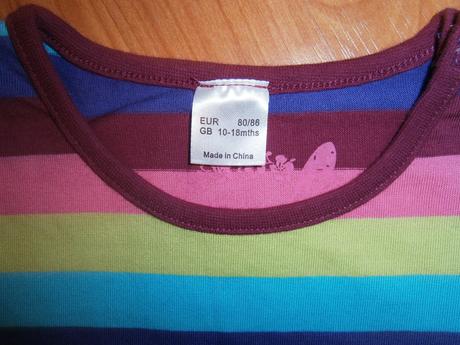 EUR 80/86
GB 10-18mths
Made in China